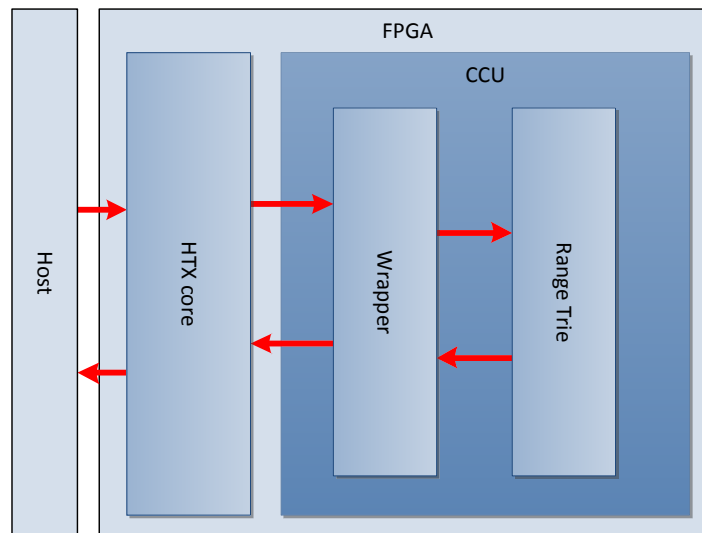 FPGA
CCU
Host
HTX core
Wrapper
Range Trie